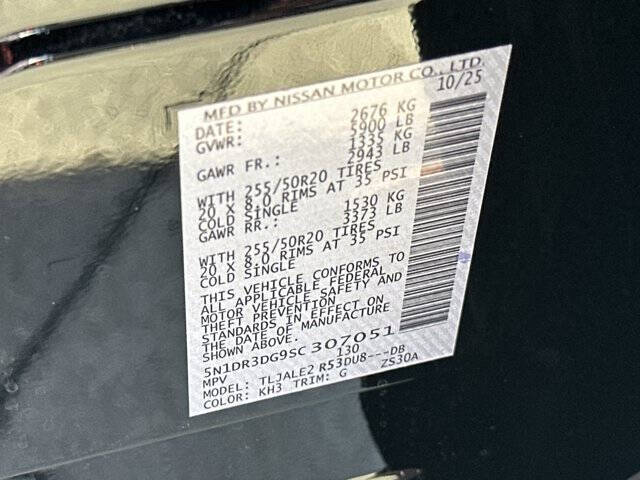 MFD BY NISSAN MOTOR CO., LTD.
DATE: 10/25
GVWR: 2676 KG
5900 LB
GAWR FR.: 1335 KG
2943 LB
WITH 255/50R20 TIRES
20 X 8.0 RIMS AT 35 PSI
COLD SINGLE
GAWR RR.: 1530 KG
3373 LB
WITH 255/50R20 TIRES
20 X 8.0 RIMS AT 35 PSI
COLD SINGLE
THIS VEHICLE CONFORMS TO
ALL APPLICABLE FEDERAL
MOTOR VEHICLE SAFETY AND
THEFT PREVENTION
STANDARDS IN EFFECT ON
THE DATE OF MANUFACTURE
SHOWN ABOVE.
5N1DR3DG9SC307051
MPV 130
MODEL: TLJALE2 R53DU8---DB
COLOR: KH3 TRIM: G ZS30A